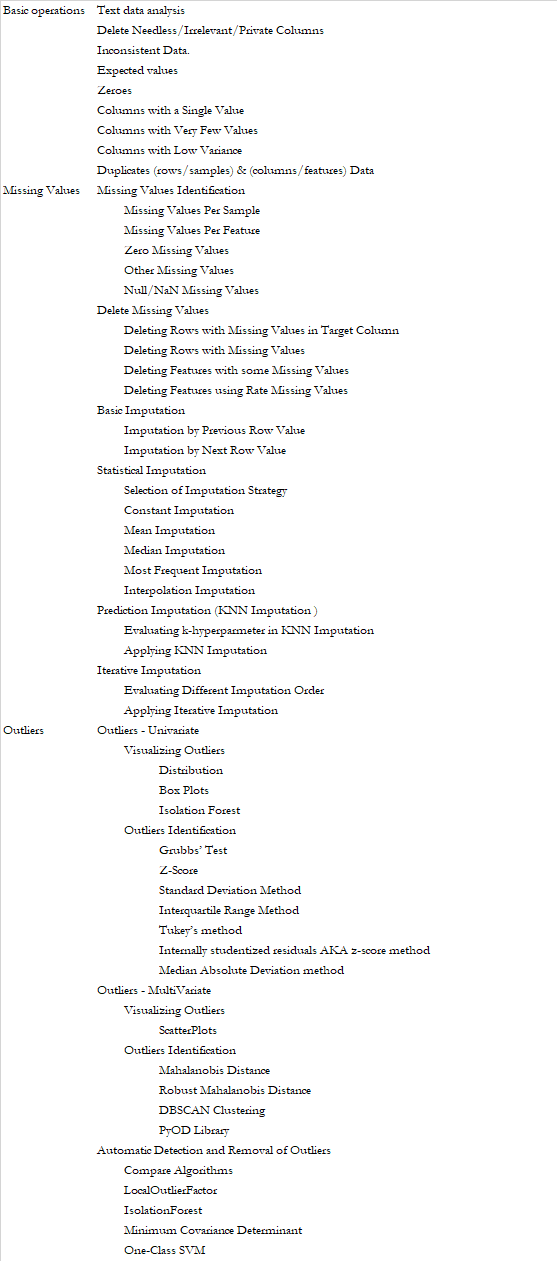 Basic operations Text data analysis
Delete Needless/Irrelevant/Private Columns
Inconsistent Data.
Expected values
Zeroes
Columns with a Single Value
Columns with Very Few Values
Columns with Low Variance
Duplicates (rows/samples) & (columns/features) Data
Missing Values Missing Values Identification
Missing Values Per Sample
Missing Values Per Feature
Zero Missing Values
Other Missing Values
Null/NaN Missing Values
Delete Missing Values
Deleting Rows with Missing Values in Target Column
Deleting Rows with Missing Values
Deleting Features with some Missing Values
Deleting Features using Rate Missing Values
Basic Imputation
Imputation by Previous Row Value
Imputation by Next Row Value
Statistical Imputation
Selection of Imputation Strategy
Constant Imputation
Mean Imputation
Median Imputation
Most Frequent Imputation
Interpolation Imputation
Prediction Imputation (KNN Imputation )
Evaluating k-hyperparmeter in KNN Imputation
Applying KNN Imputation
Iterative Imputation
Evaluating Different Imputation Order
Applying Iterative Imputation
Outliers Outliers - Univariate
Visualizing Outliers
Distribution
Box Plots
Isolation Forest
Outliers Identification
Grubbs’ Test
Z-Score
Standard Deviation Method
Interquartile Range Method
Tukey’s method
Internally studentized residuals AKA z-score method
Median Absolute Deviation method
Outliers - MultiVariate
Visualizing Outliers
ScatterPlots
Outliers Identification
Mahalanobis Distance
Robust Mahalanobis Distance
DBSCAN Clustering
PyOD Library
Automatic Detection and Removal of Outliers
Compare Algorithms
LocalOutlierFactor
IsolationForest
Minimum Covariance Determinant
One-Class SVM